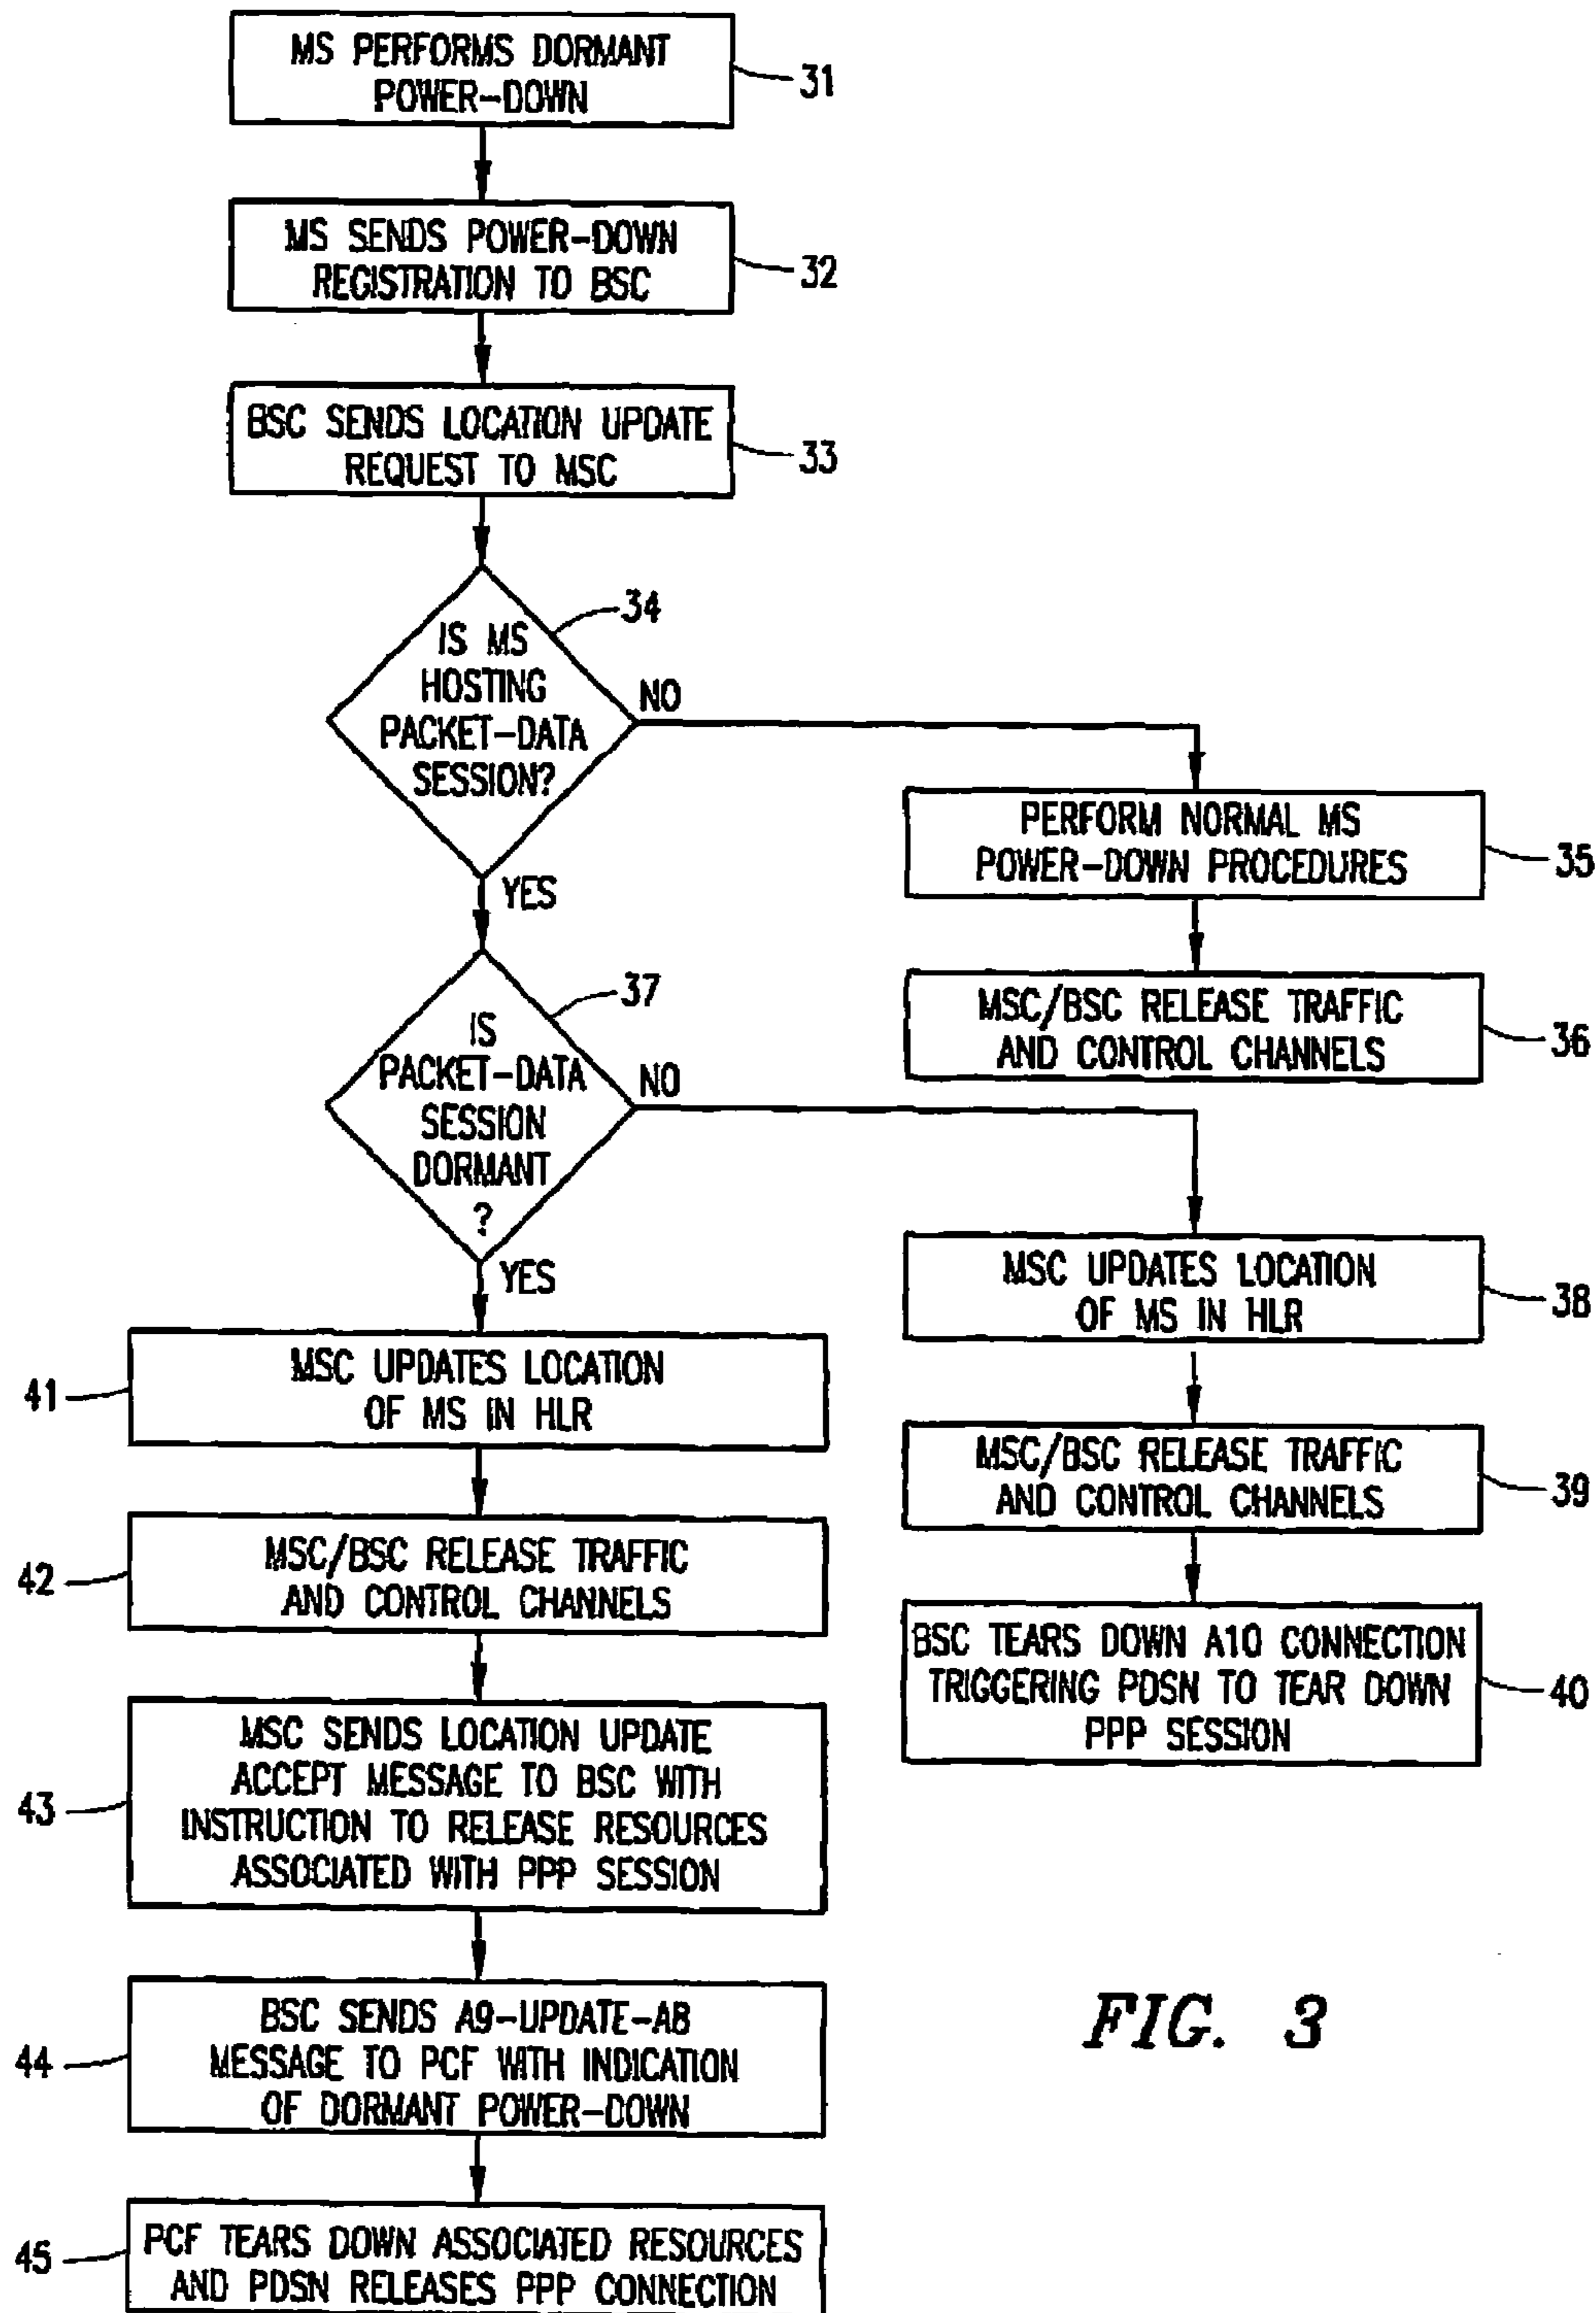 MS PERFORMS DORMANT
POWER-DOWN
31
MS SENDS POWER-DOWN
REGISTRATION TO BSC
32
BSC SENDS LOCATION UPDATE
REQUEST TO MSC
33
34
IS MS
HOSTING
PACKET-DATA
SESSION?
NO
YES
PERFORM NORMAL MS
POWER-DOWN PROCEDURES
35
MSC/BSC RELEASE TRAFFIC
AND CONTROL CHANNELS
36
37
IS
PACKET-DATA
SESSION
DORMANT
?
NO
YES
MSC UPDATES LOCATION
OF MS IN HLR
38
MSC/BSC RELEASE TRAFFIC
AND CONTROL CHANNELS
39
BSC TEARS DOWN A10 CONNECTION
TRIGGERING PDSN TO TEAR DOWN
PPP SESSION
40
41
MSC UPDATES LOCATION
OF MS IN HLR
42
MSC/BSC RELEASE TRAFFIC
AND CONTROL CHANNELS
43
MSC SENDS LOCATION UPDATE
ACCEPT MESSAGE TO BSC WITH
INSTRUCTION TO RELEASE RESOURCES
ASSOCIATED WITH PPP SESSION
44
BSC SENDS A9-UPDATE-A8
MESSAGE TO PCF WITH INDICATION
OF DORMANT POWER-DOWN
45
PCF TEARS DOWN ASSOCIATED RESOURCES
AND PDSN RELEASES PPP CONNECTION
FIG. 3